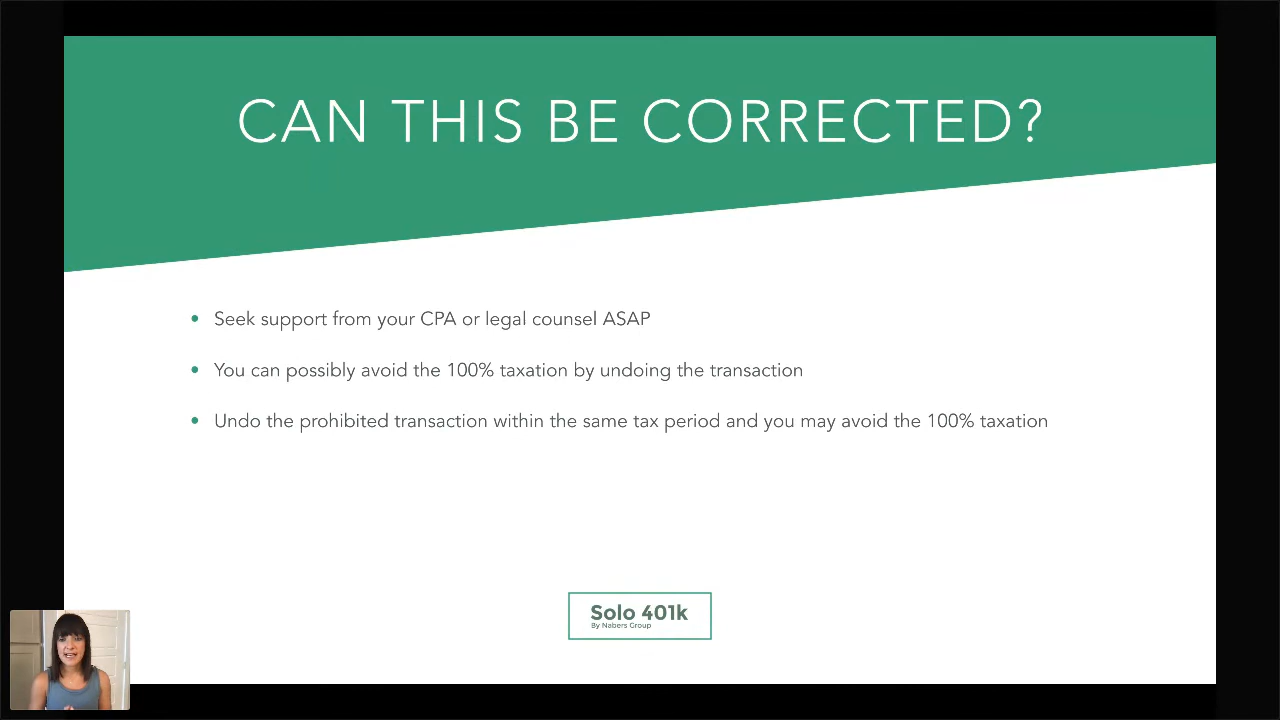 CAN THIS BE CORRECTED?
• Seek support from your CPA or legal counsel ASAP
• You can possibly avoid the 100% taxation by undoing the transaction
• Undo the prohibited transaction within the same tax period and you may avoid the 100% taxation
Solo 401k
By Nabers Group